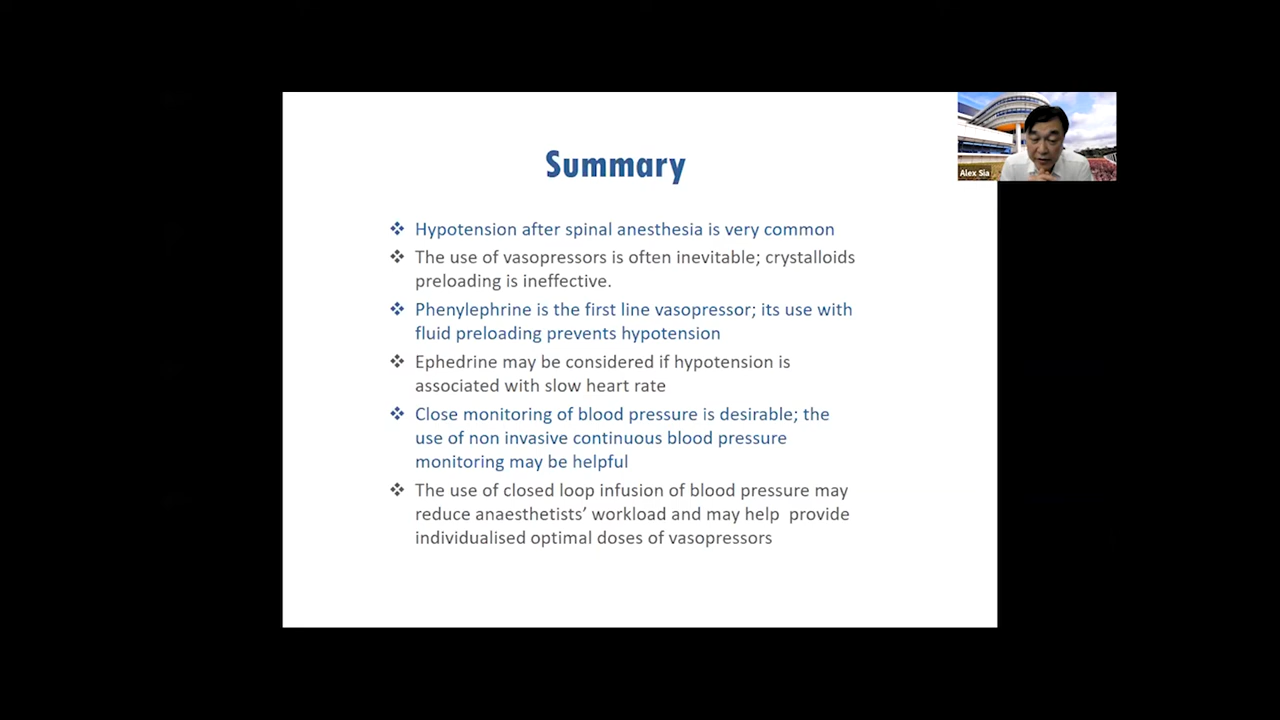 Summary
Alex Sia
❖ Hypotension after spinal anesthesia is very common
❖ The use of vasopressors is often inevitable; crystalloids
preloading is ineffective.
❖ Phenylephrine is the first line vasopressor; its use with
fluid preloading prevents hypotension
❖ Ephedrine may be considered if hypotension is
associated with slow heart rate
❖ Close monitoring of blood pressure is desirable; the
use of non invasive continuous blood pressure
monitoring may be helpful
❖ The use of closed loop infusion of blood pressure may
reduce anaesthetists’ workload and may help  provide
individualised optimal doses of vasopressors